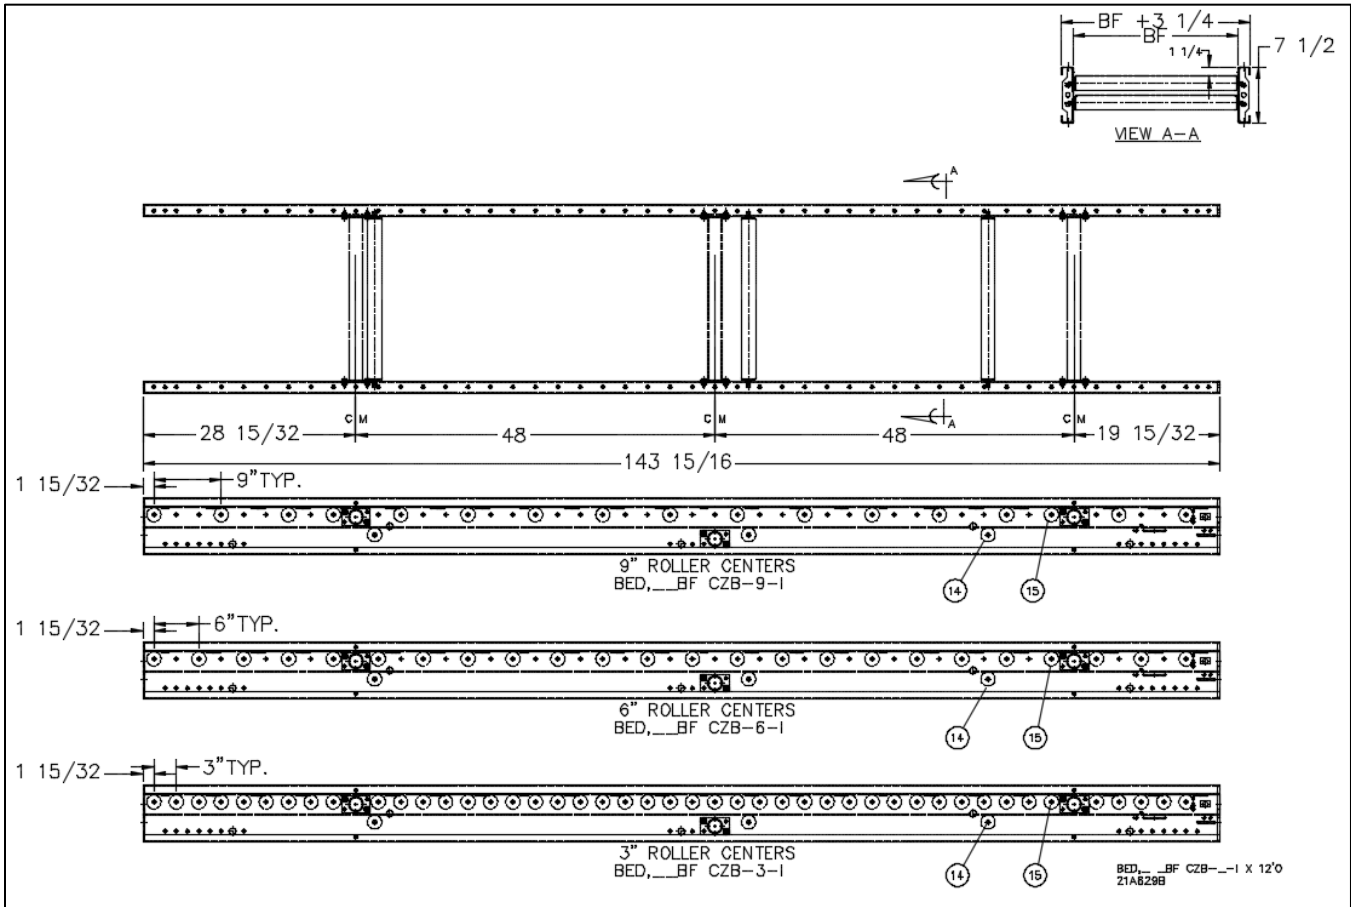 BF +3 1/4
BF
1 1/4
7 1/2
VIEW A-A
A
C M
C M
A
C M
28 15/32
48
48
19 15/32
143 15/16
1 15/32
9"TYP.
9" ROLLER CENTERS
BED,__BF CZB-9-I
14
15
1 15/32
6"TYP.
6" ROLLER CENTERS
BED,__BF CZB-6-I
14
15
1 15/32
3"TYP.
3" ROLLER CENTERS
BED,__BF CZB-3-I
14
15
BED,_ _BF CZB-_-I X 12'0
21A629B